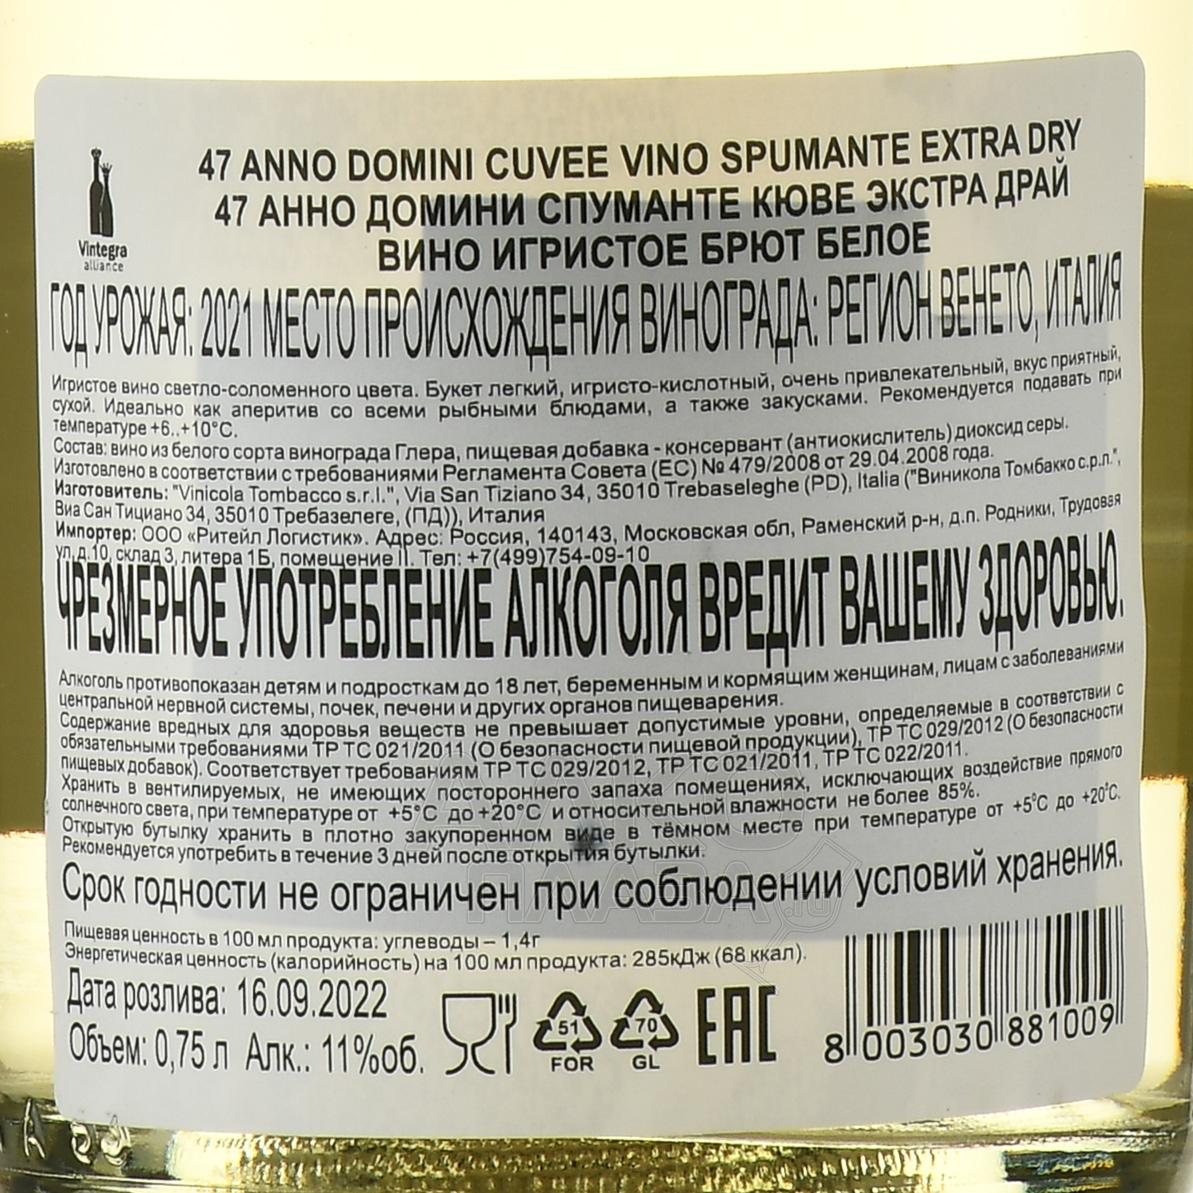 Vintegra
alliance
47 ANNO DOMINI CUVEE VINO SPUMANTE EXTRA DRY
47 АННО ДОМИНИ СПУМАНТЕ КЮВЕ ЭКСТРА ДРАЙ
ВИНО ИГРИСТОЕ БРЮТ БЕЛОЕ
ГОД УРОЖАЯ: 2021 МЕСТО ПРОИСХОЖДЕНИЯ ВИНОГРАДА: РЕГИОН ВЕНЕТО, ИТАЛИЯ
Игристое вино светло-соломенного цвета. Букет легкий, игристо-кислотный, очень привлекательный, вкус приятный,
сухой. Идеально как аперитив со всеми рыбными блюдами, а также закусками. Рекомендуется подавать при
температуре +6..+10°C.
Состав: вино из белого сорта винограда Глера, пищевая добавка - консервант (антиокислитель) диоксид серы.
Изготовлено в соответствии с требованиями Регламента Совета (ЕС) № 479/2008 от 29.04.2008 года.
Изготовитель: "Vinicola Tombacco s.r.l.", Via San Tiziano 34, 35010 Trebaseleghe (PD), Italia ("Виникола Томбакко с.р.л.",
Виа Сан Тициано 34, 35010 Требазелеге, (ПД)), Италия
Импортер: ООО «Ритейл Логистик». Адрес: Россия, 140143, Московская обл, Раменский р-н, д.п. Родники, Трудовая
ул, д.10, склад 3, литера 1Б, помещение II. Тел: +7(499)754-09-10
ЧРЕЗМЕРНОЕ УПОТРЕБЛЕНИЕ АЛКОГОЛЯ ВРЕДИТ ВАШЕМУ ЗДОРОВЬЮ.
Алкоголь противопоказан детям и подросткам до 18 лет, беременным и кормящим женщинам, лицам с заболеваниями
центральной нервной системы, почек, печени и других органов пищеварения.
Содержание вредных для здоровья веществ не превышает допустимые уровни, определяемые в соответствии с
обязательными требованиями ТР ТС 021/2011 (О безопасности пищевой продукции), ТР ТС 029/2012 (О безопасности
пищевых добавок). Соответствует требованиям ТР ТС 029/2012, ТР ТС 021/2011, ТР ТС 022/2011.
Хранить в вентилируемых, не имеющих постороннего запаха помещениях, исключающих воздействие прямого
солнечного света, при температуре от +5°C до +20°C и относительной влажности не более 85%.
Открытую бутылку хранить в плотно закупоренном виде в тёмном месте при температуре от +5°C до +20°C.
Рекомендуется употребить в течение 3 дней после открытия бутылки.
Срок годности не ограничен при соблюдении условий хранения.
Пищевая ценность в 100 мл продукта: углеводы – 1,4г
Энергетическая ценность (калорийность) на 100 мл продукта: 285кДж (68 ккал).
Дата розлива: 16.09.2022
Объем: 0,75 л Алк.: 11%об.
51
FOR
70
GL
ЕАС
8 003030 881009